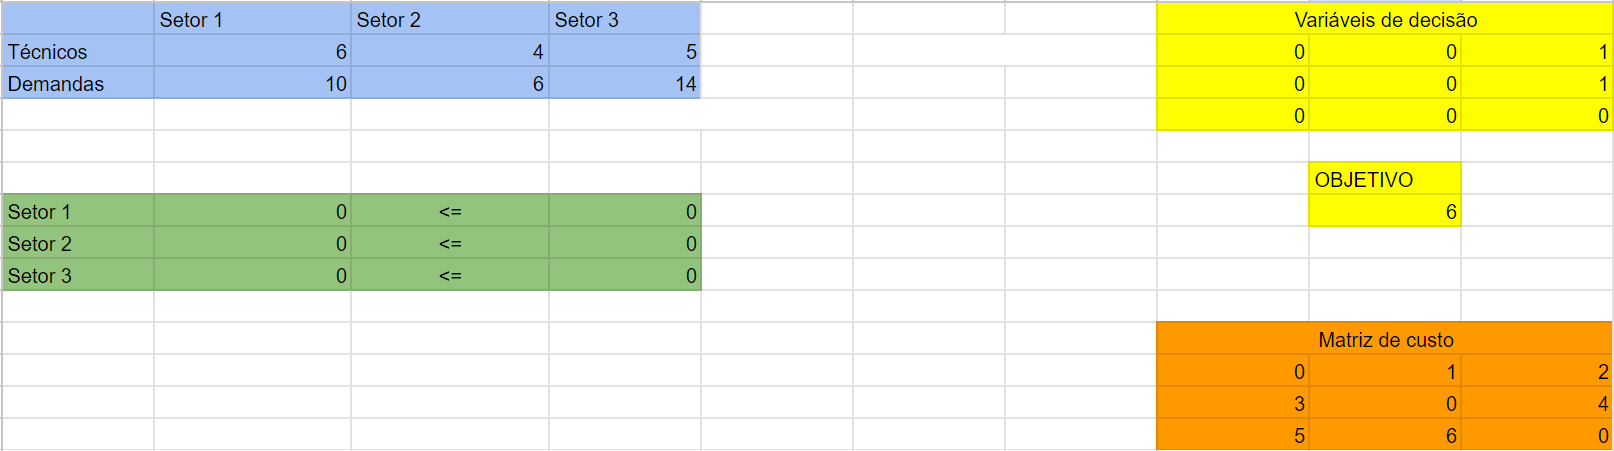 Setor 1 Setor 2 Setor 3 Variáveis de decisão
Técnicos 6 4 5 0 0 1
Demandas 10 6 14 0 0 1
0 0 0
OBJETIVO
Setor 1 0 <= 0 6
Setor 2 0 <= 0
Setor 3 0 <= 0
Matriz de custo
0 1 2
3 0 4
5 6 0